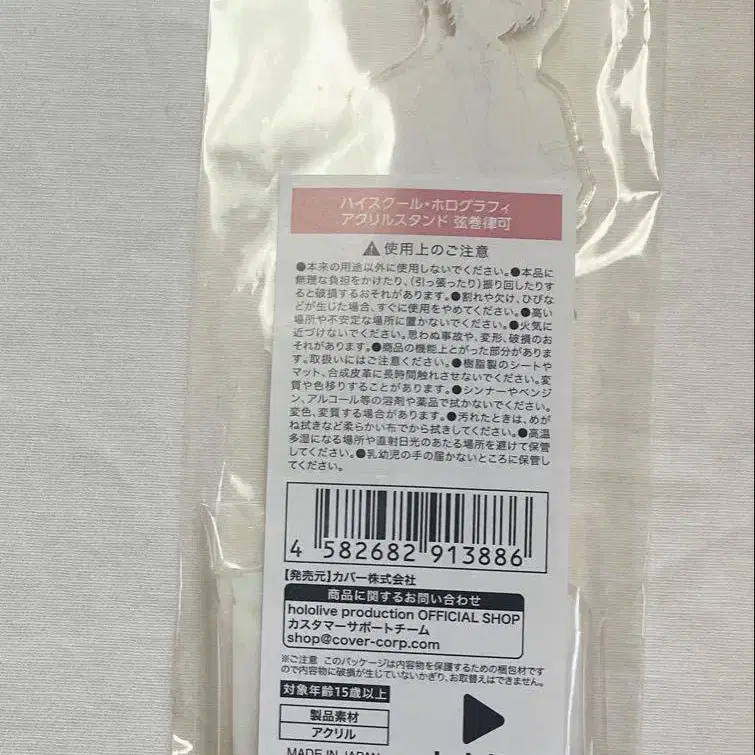 ハイスクール・ホログラフィ
アクリルスタンド 弦巻律可
⚠使用上のご注意
●本来の用途以外に使用しないでください。●本品に
無理な負担をかけたり、(引っ張ったり)振り回したりす
ると破損するおそれがあります。●割れや欠け、ひびな
どが生じた場合、すぐに使用をやめてください。●高い
場所や不安定な場所に置かないでください。●火気に
近づけないでください。思わぬ事故や、変形、破損のお
それがあります。●商品の機能上とがった部分がありま
す。取扱いにはご注意ください。●樹脂製のシートや
マット、合成皮革に長時間触れさせないでください。変
質や色移りすることがあります。●シンナーやベンジ
ン、アルコール等の溶剤や薬品で拭かないでください。
変色、変質する場合があります。●汚れたときは、めが
ね拭きなど柔らかい布でから拭きしてください。●高温
多湿になる場所や直射日光のあたる場所を避けて保管
してください。●乳幼児の手の届かないところに保管し
てください。
4 582682 913886
【発売元】カバー株式会社
商品に関するお問い合わせ
hololive production OFFICIAL SHOP
カスタマーサポートチーム
shop@cover-corp.com
※ご注意 このパッケージは内容物を保護するための梱包材です
ので内容物に破損が生じていないかぎり、お取替えはできません。
対象年齢15歳以上
製品素材
アクリル
MADE IN JAPAN